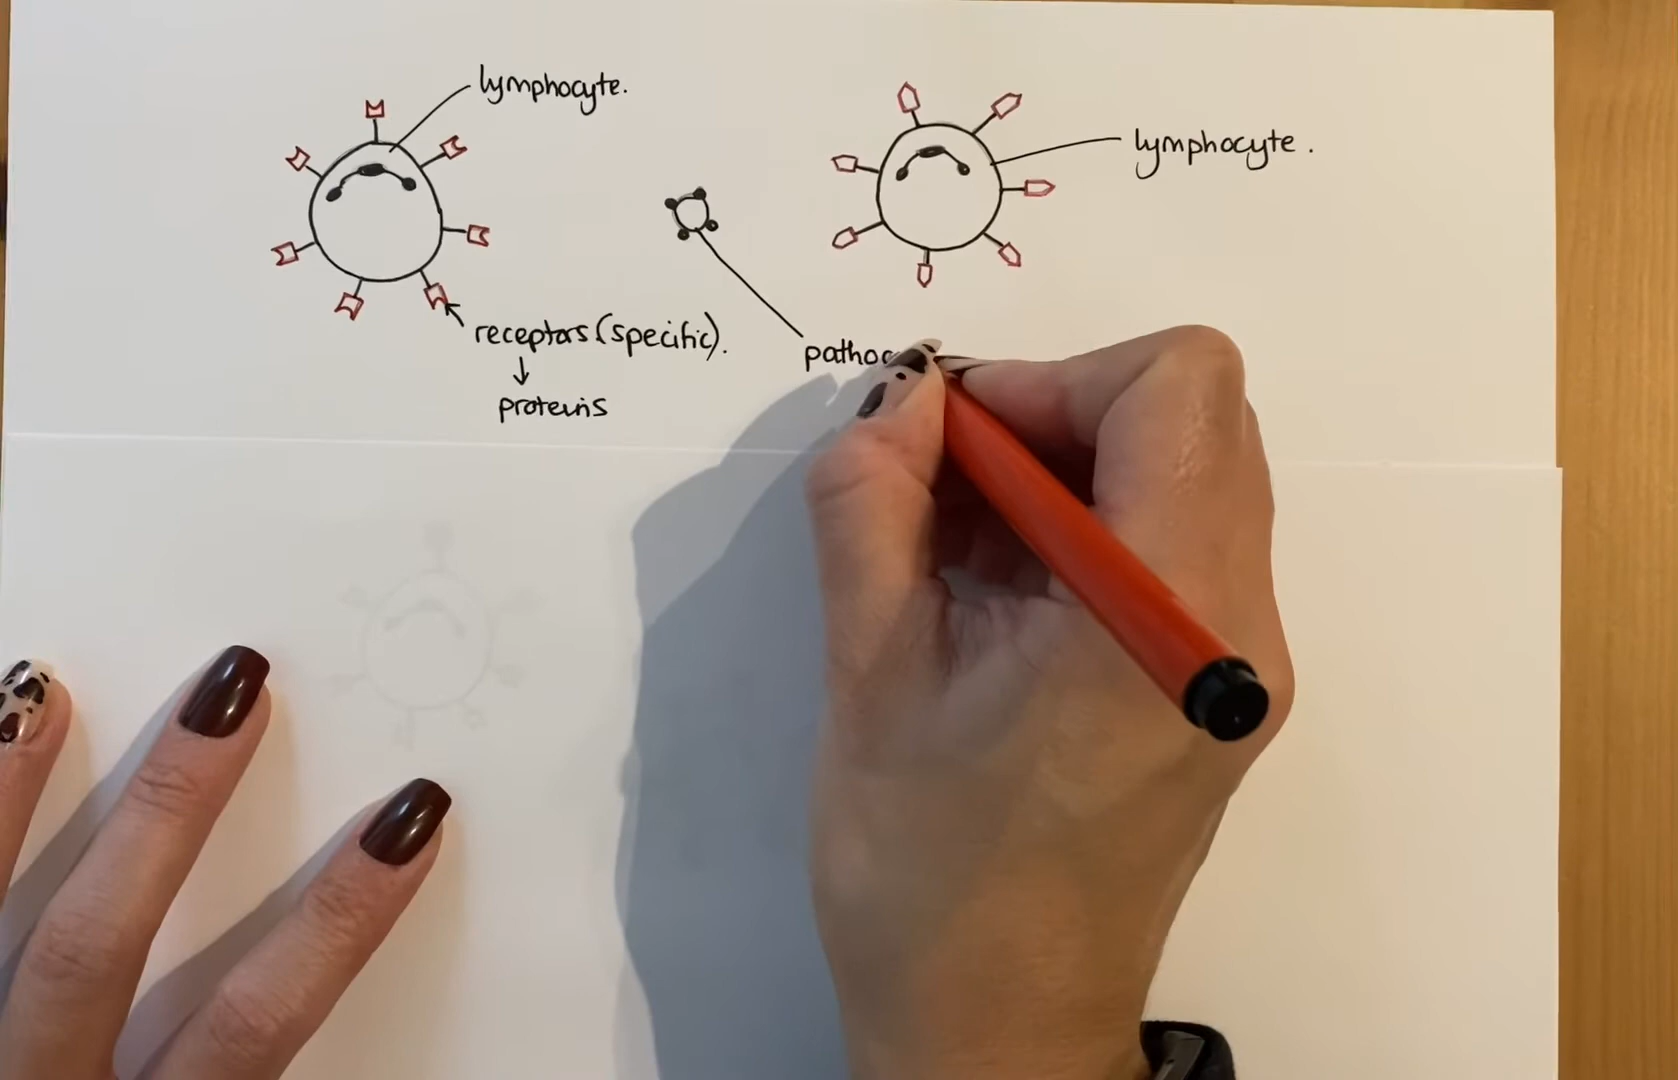 lymphocyte.
lymphocyte.
receptors (specific).
↓
proteins
pathoc